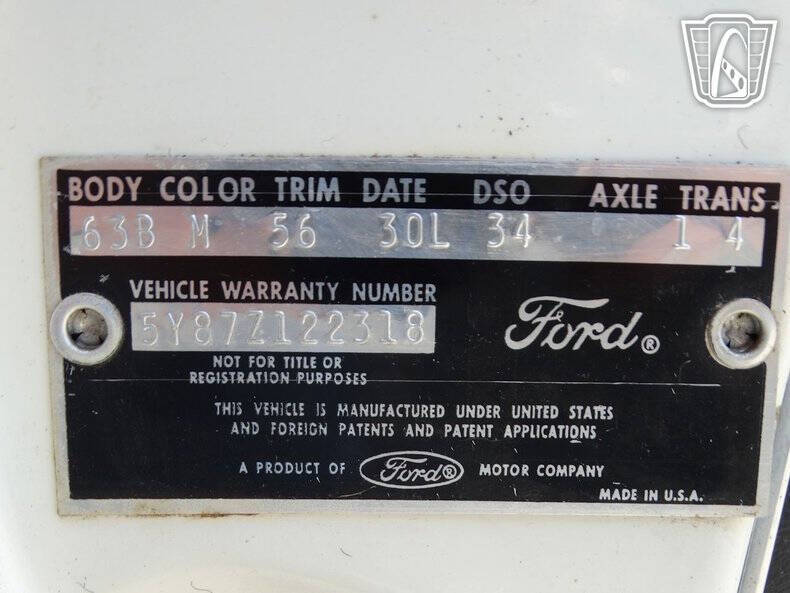 BODY COLOR TRIM DATE DSO AXLE TRANS.
63B M 56 30L 34 1 4
VEHICLE WARRANTY NUMBER
5Y87Z122318
Ford®
NOT FOR TITLE OR
REGISTRATION PURPOSES
THIS VEHICLE IS MANUFACTURED UNDER UNITED STATES
AND FOREIGN PATENTS AND PATENT APPLICATIONS
A PRODUCT OF Ford® MOTOR COMPANY
MADE IN U.S.A.